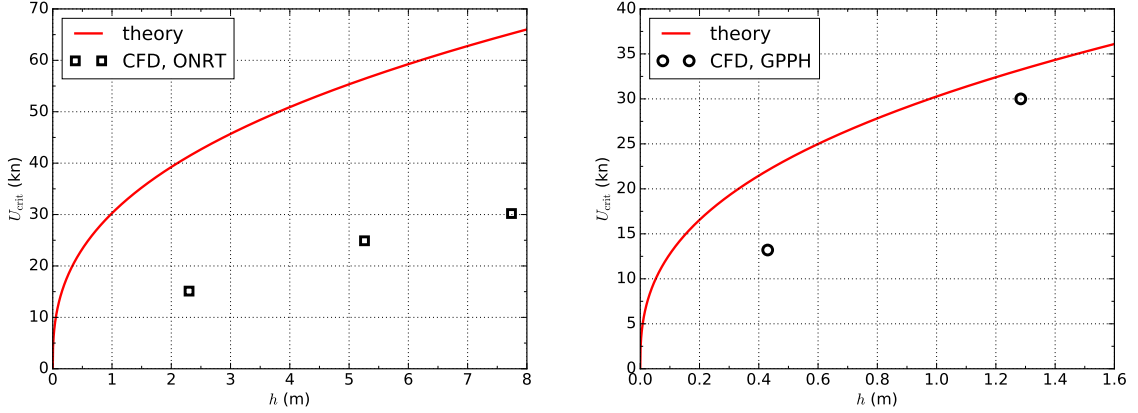 70
60
50
40
30
20
10
0
U_crit (kn)
theory
CFD, ONRT
0 1 2 3 4 5 6 7 8
h (m)
40
35
30
25
20
15
10
5
0
U_crit (kn)
theory
CFD, GPPH
0.0 0.2 0.4 0.6 0.8 1.0 1.2 1.4 1.6
h (m)